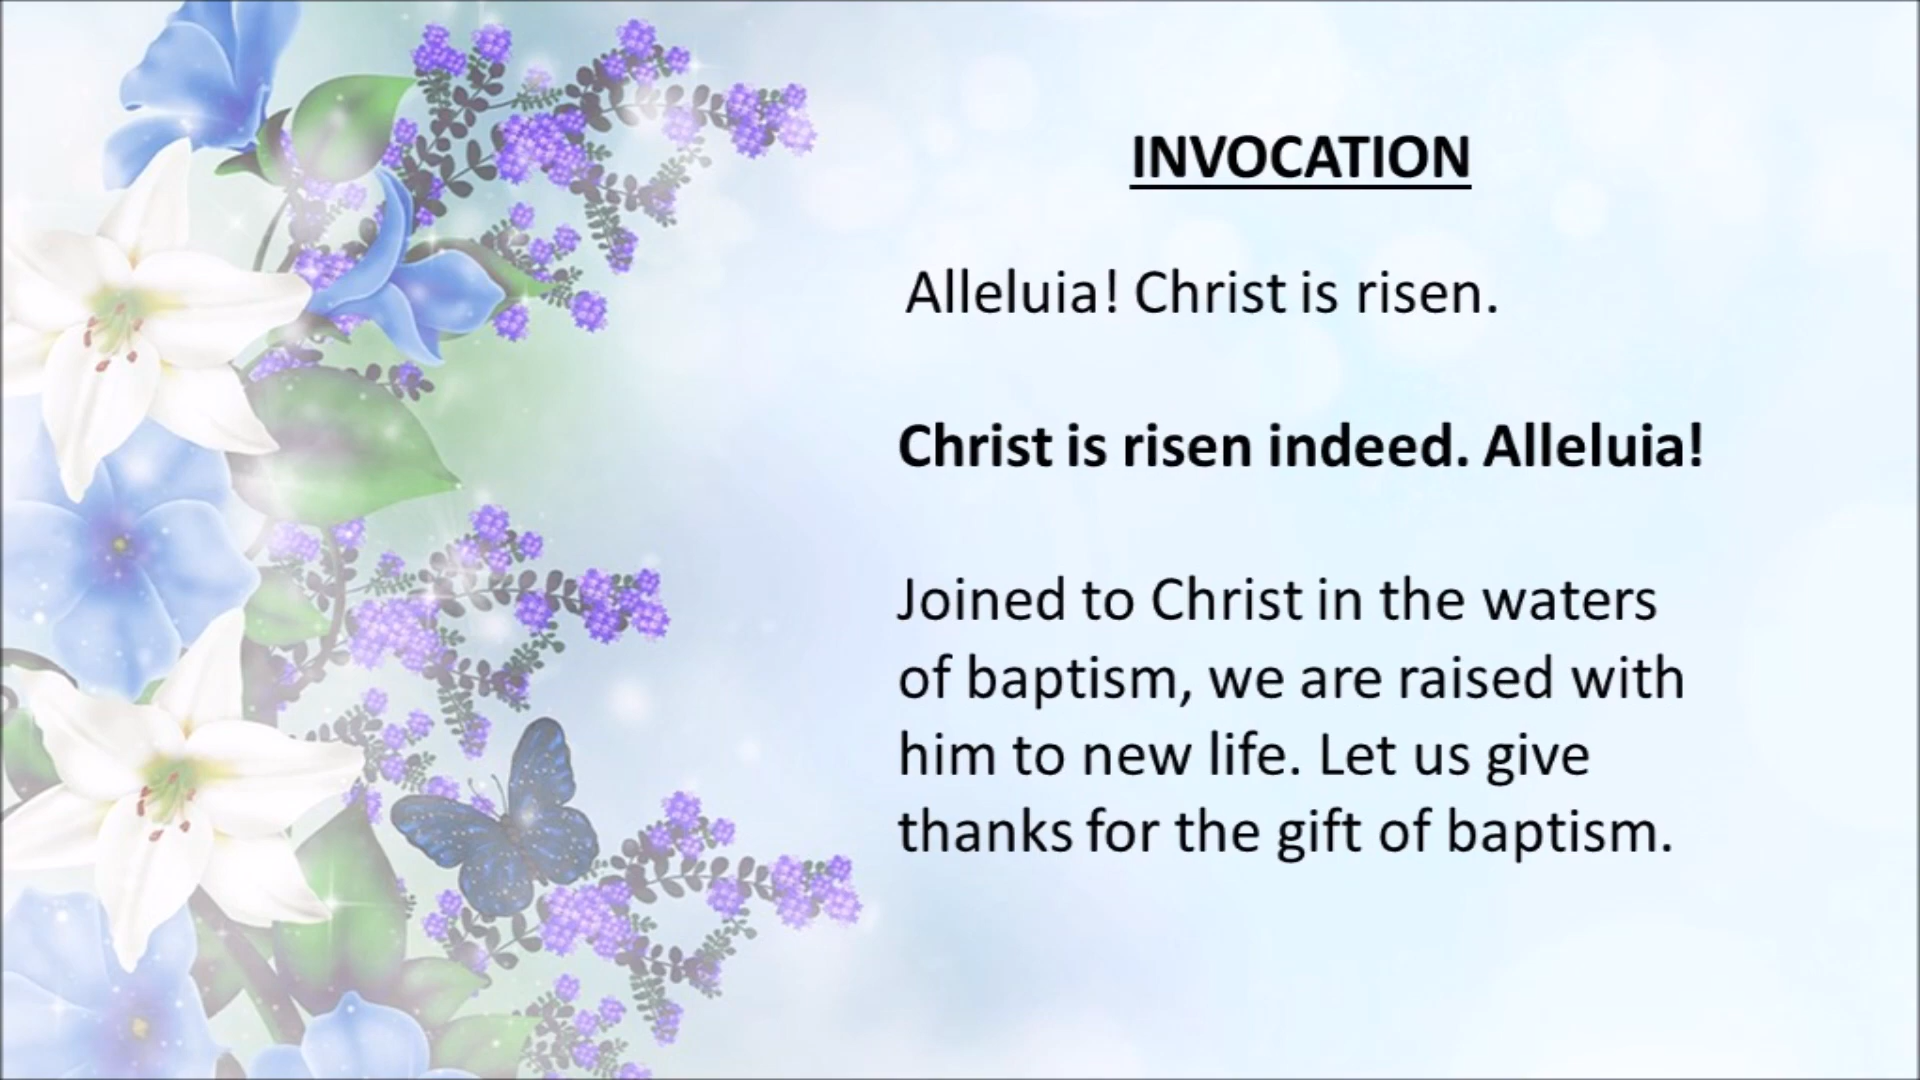 INVOCATION
Alleluia! Christ is risen.
Christ is risen indeed. Alleluia!
Joined to Christ in the waters
of baptism, we are raised with
him to new life. Let us give
thanks for the gift of baptism.